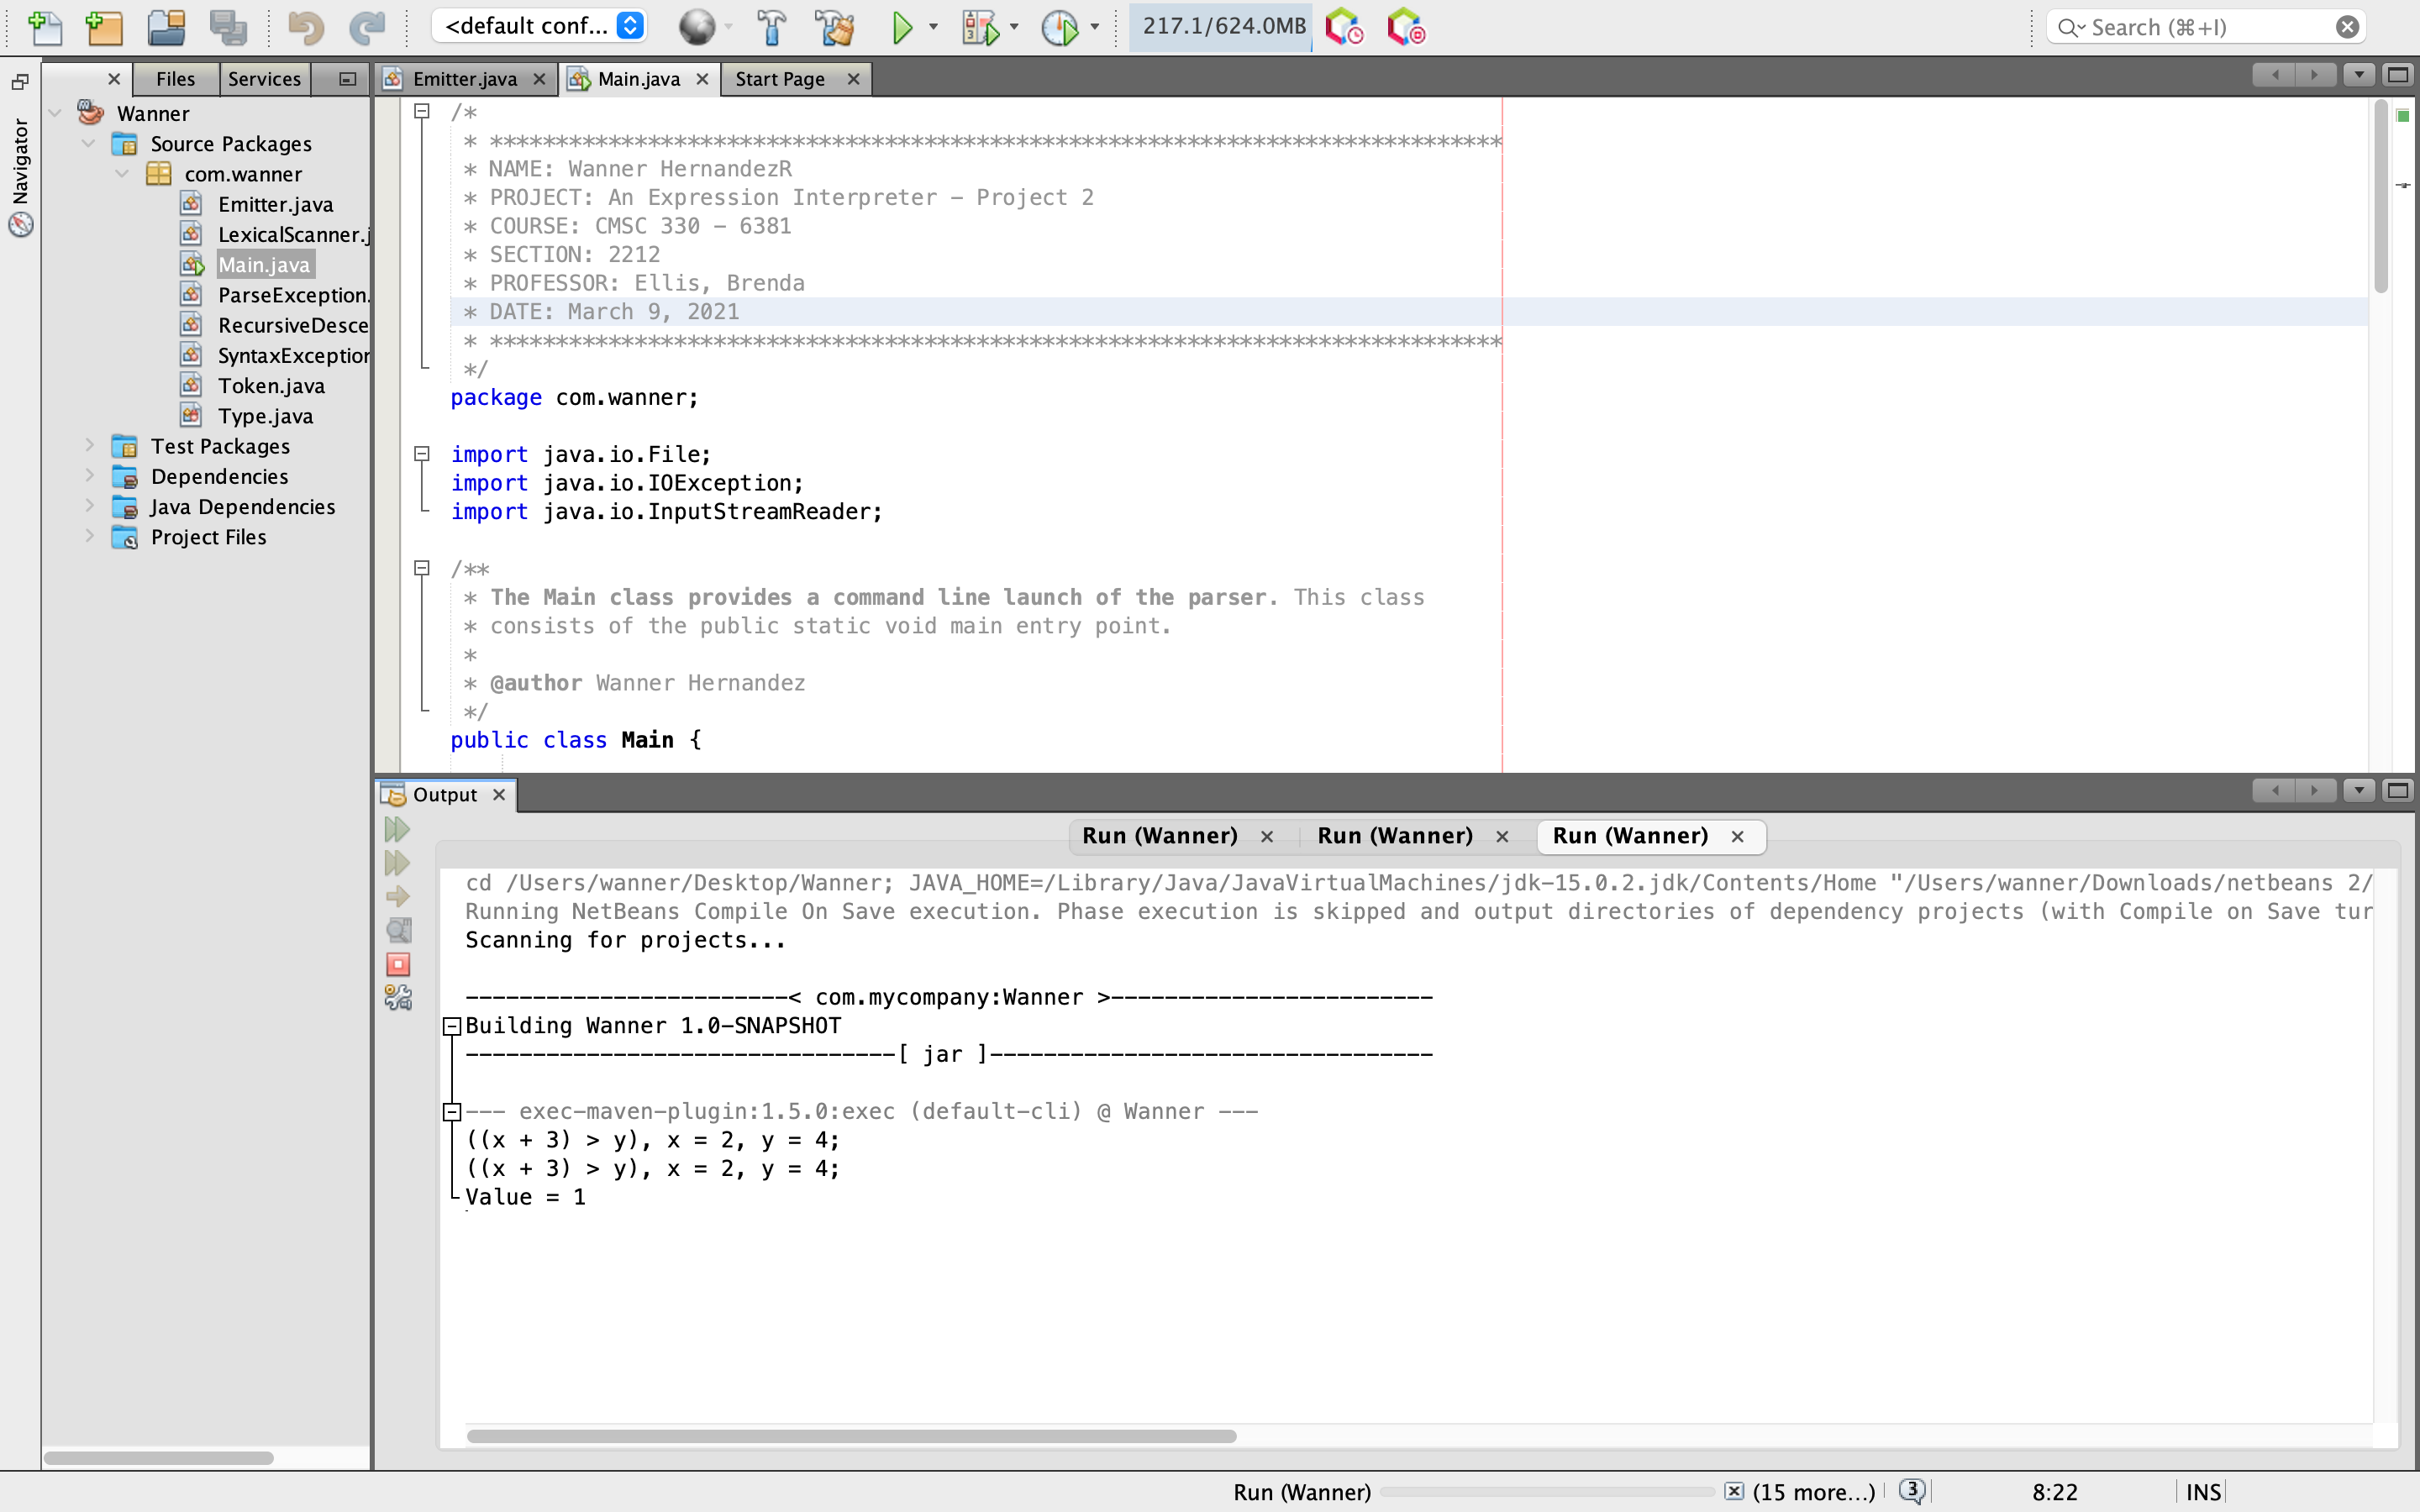 <default conf...
217.1/624.0MB
Search (⌘+I)
Files
Services
Emitter.java
Main.java
Start Page
Navigator
Wanner
Source Packages
com.wanner
Emitter.java
LexicalScanner.j
Main.java
ParseException.
RecursiveDesce
SyntaxException
Token.java
Type.java
Test Packages
Dependencies
Java Dependencies
Project Files
/*
* *****************************************************************************
* NAME: Wanner HernandezR
* PROJECT: An Expression Interpreter – Project 2
* COURSE: CMSC 330 – 6381
* SECTION: 2212
* PROFESSOR: Ellis, Brenda
* DATE: March 9, 2021
* *****************************************************************************
*/
package com.wanner;
import java.io.File;
import java.io.IOException;
import java.io.InputStreamReader;
/**
* The Main class provides a command line launch of the parser. This class
* consists of the public static void main entry point.
*
* @author Wanner Hernandez
*/
public class Main {
Output
Run (Wanner)
Run (Wanner)
Run (Wanner)
cd /Users/wanner/Desktop/Wanner; JAVA_HOME=/Library/Java/JavaVirtualMachines/jdk-15.0.2.jdk/Contents/Home "/Users/wanner/Downloads/netbeans 2/
Running NetBeans Compile On Save execution. Phase execution is skipped and output directories of dependency projects (with Compile on Save tur
Scanning for projects...
------------------------< com.mycompany:Wanner >------------------------
Building Wanner 1.0-SNAPSHOT
--------------------------------[ jar ]---------------------------------
--- exec-maven-plugin:1.5.0:exec (default-cli) @ Wanner ---
((x + 3) > y), x = 2, y = 4;
((x + 3) > y), x = 2, y = 4;
Value = 1
Run (Wanner)
(15 more...)
3
8:22
INS